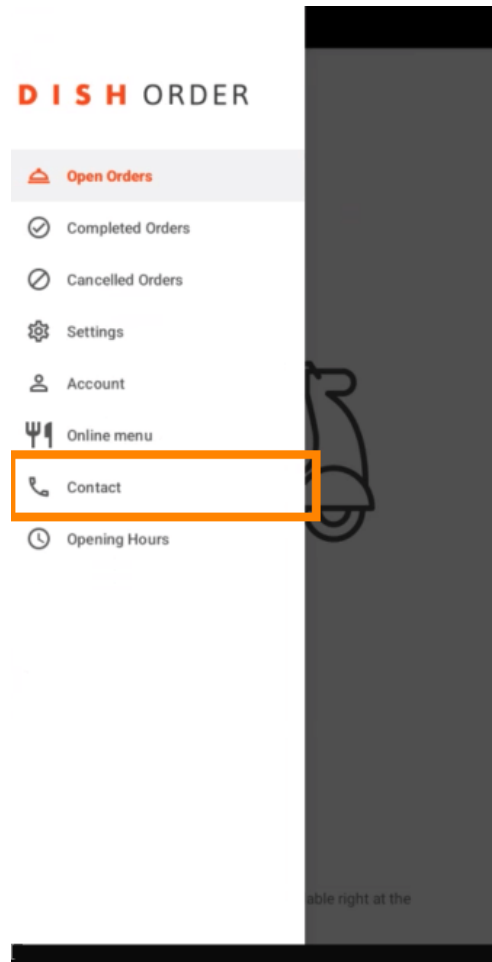 DISH ORDER
Open Orders
Completed Orders
Cancelled Orders
Settings
Account
Online menu
Contact
Opening Hours
able right at the